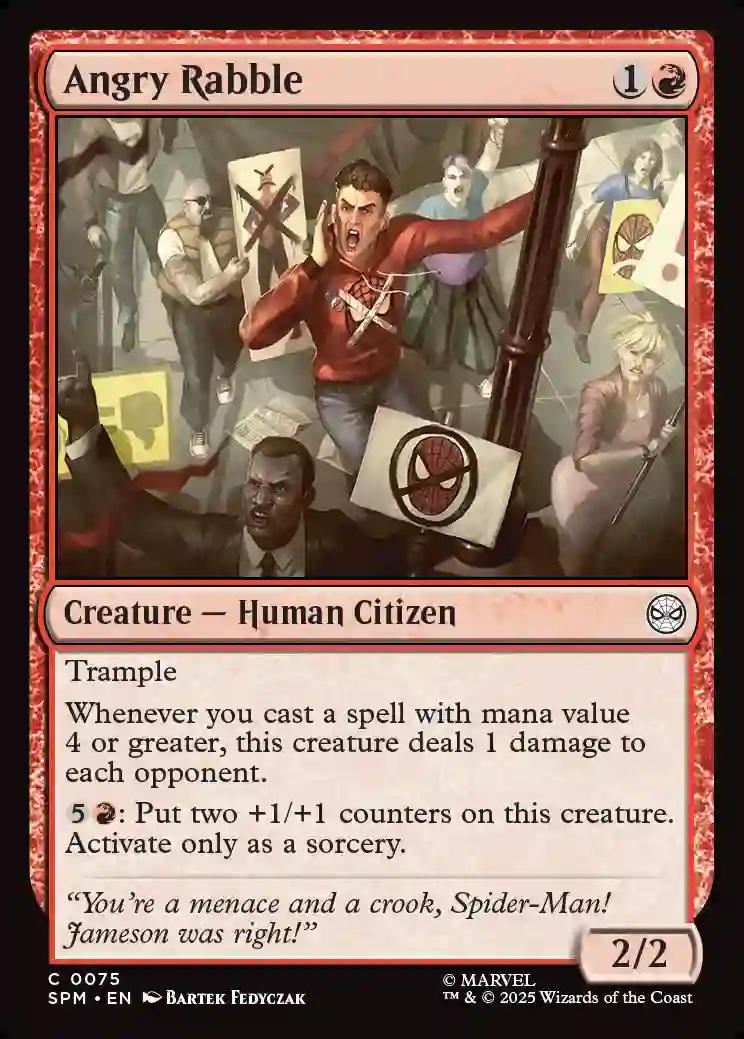 Angry Rabble 1
Creature — Human Citizen
Trample
Whenever you cast a spell with mana value
4 or greater, this creature deals 1 damage to
each opponent.
5 : Put two +1/+1 counters on this creature.
Activate only as a sorcery.
“You’re a menace and a crook, Spider-Man!
Jameson was right!”
2/2
C 0075
SPM • EN BARTEK FEDYCZAK
© MARVEL
™ & © 2025 Wizards of the Coast